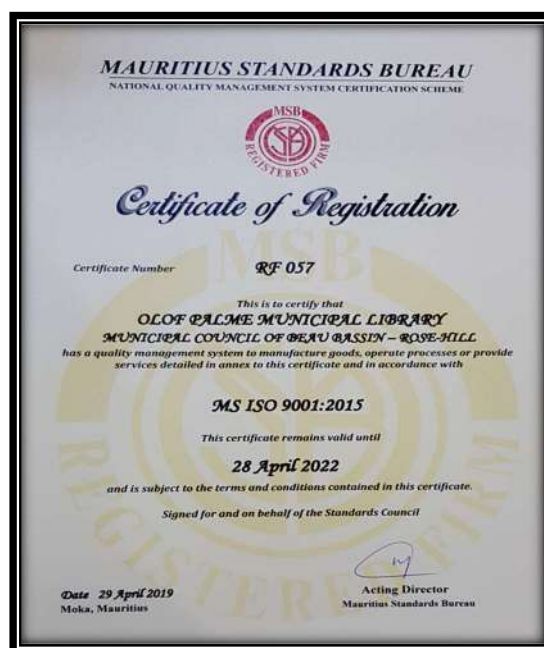 MAURITIUS STANDARDS BUREAU
NATIONAL QUALITY MANAGEMENT SYSTEM CERTIFICATION SCHEME
MSB
REGISTERED FIRM
Certificate of Registration
MSB
Certificate Number RF 057
This is to certify that
OLOF PALME MUNICIPAL LIBRARY
MUNICIPAL COUNCIL OF BEAU BASSIN – ROSE-HILL
has a quality management system to manufacture goods, operate processes or provide
services detailed in annex to this certificate and in accordance with
MS ISO 9001:2015
This certificate remains valid until
28 April 2022
and is subject to the terms and conditions contained in this certificate.
Signed for and on behalf of the Standards Council
REGISTERED FIRM
Date 29 April 2019
Moka, Mauritius
Acting Director
Mauritius Standards Bureau